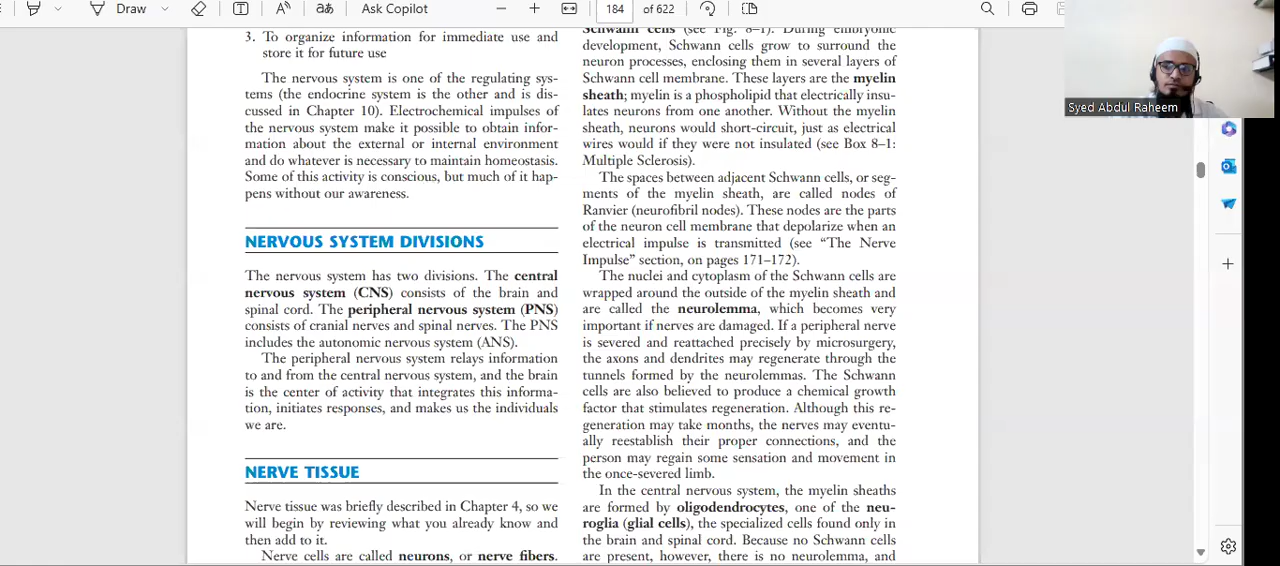 Draw
aあ
Ask Copilot
184 of 622
Syed Abdul Raheem
3. To organize information for immediate use and
store it for future use
The nervous system is one of the regulating sys-
tems (the endocrine system is the other and is dis-
cussed in Chapter 10). Electrochemical impulses of
the nervous system make it possible to obtain infor-
mation about the external or internal environment
and do whatever is necessary to maintain homeostasis.
Some of this activity is conscious, but much of it hap-
pens without our awareness.
NERVOUS SYSTEM DIVISIONS
The nervous system has two divisions. The central
nervous system (CNS) consists of the brain and
spinal cord. The peripheral nervous system (PNS)
consists of cranial nerves and spinal nerves. The PNS
includes the autonomic nervous system (ANS).
The peripheral nervous system relays information
to and from the central nervous system, and the brain
is the center of activity that integrates this informa-
tion, initiates responses, and makes us the individuals
we are.
NERVE TISSUE
Nerve tissue was briefly described in Chapter 4, so we
will begin by reviewing what you already know and
then add to it.
Nerve cells are called neurons, or nerve fibers.
Schwann cells (see Fig. 8–1). During embryonic
development, Schwann cells grow to surround the
neuron processes, enclosing them in several layers of
Schwann cell membrane. These layers are the myelin
sheath; myelin is a phospholipid that electrically insu-
lates neurons from one another. Without the myelin
sheath, neurons would short-circuit, just as electrical
wires would if they were not insulated (see Box 8–1:
Multiple Sclerosis).
The spaces between adjacent Schwann cells, or seg-
ments of the myelin sheath, are called nodes of
Ranvier (neurofibril nodes). These nodes are the parts
of the neuron cell membrane that depolarize when an
electrical impulse is transmitted (see “The Nerve
Impulse” section, on pages 171–172).
The nuclei and cytoplasm of the Schwann cells are
wrapped around the outside of the myelin sheath and
are called the neurolemma, which becomes very
important if nerves are damaged. If a peripheral nerve
is severed and reattached precisely by microsurgery,
the axons and dendrites may regenerate through the
tunnels formed by the neurolemmas. The Schwann
cells are also believed to produce a chemical growth
factor that stimulates regeneration. Although this re-
generation may take months, the nerves may eventu-
ally reestablish their proper connections, and the
person may regain some sensation and movement in
the once-severed limb.
In the central nervous system, the myelin sheaths
are formed by oligodendrocytes, one of the neu-
roglia (glial cells), the specialized cells found only in
the brain and spinal cord. Because no Schwann cells
are present, however, there is no neurolemma, and